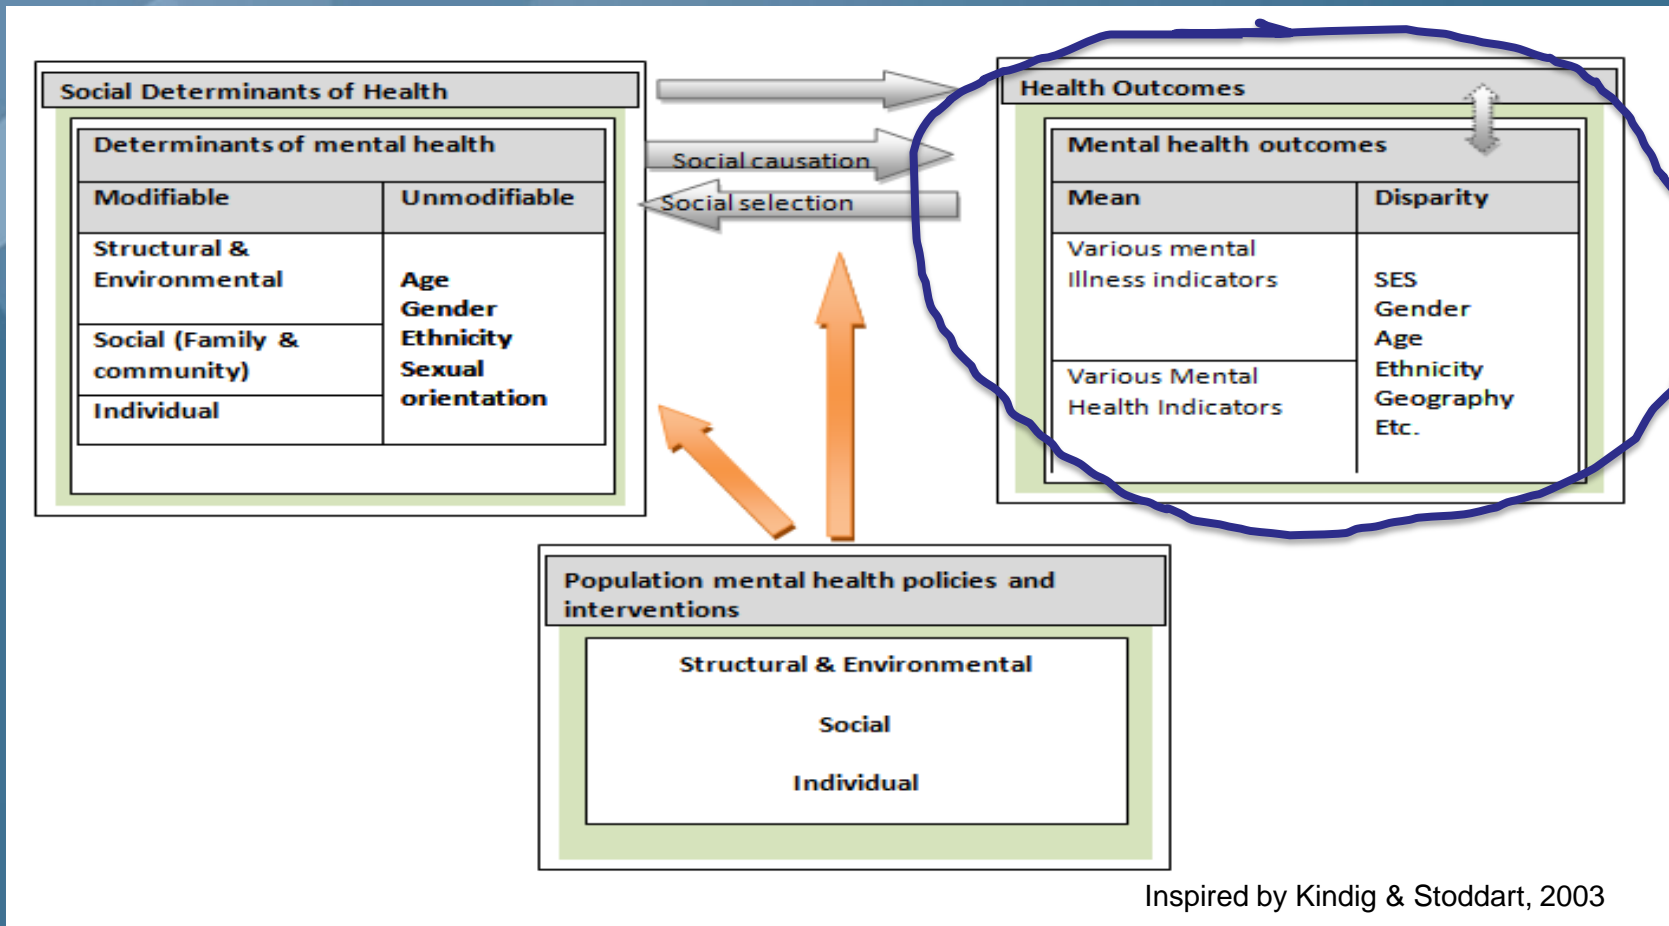 Social Determinants of Health
Determinants of mental health
Modifiable
Unmodifiable
Structural &
Environmental
Social (Family &
community)
Individual
Age
Gender
Ethnicity
Sexual
orientation
Social causation
Social selection
Health Outcomes
Mental health outcomes
Mean
Disparity
Various mental
Illness indicators
Various Mental
Health Indicators
SES
Gender
Age
Ethnicity
Geography
Etc.
Population mental health policies and
interventions
Structural & Environmental
Social
Individual
Inspired by Kindig & Stoddart, 2003